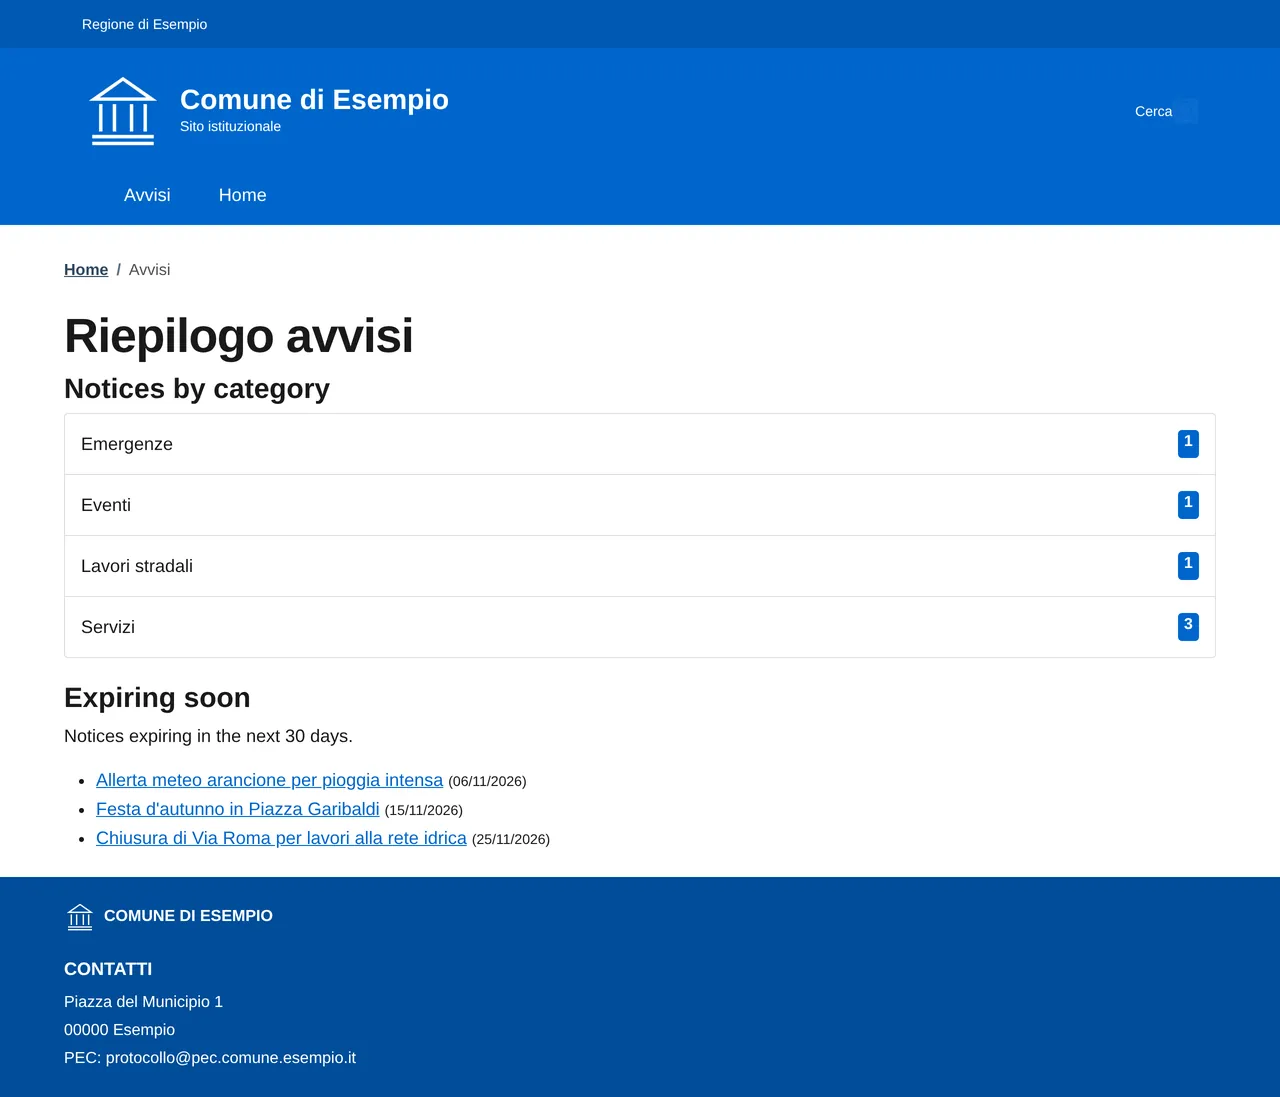 Regione di Esempio
Comune di Esempio
Sito istituzionale
Cerca
Avvisi
Home
Home / Avvisi
Riepilogo avvisi
Notices by category
Emergenze 1
Eventi 1
Lavori stradali 1
Servizi 3
Expiring soon
Notices expiring in the next 30 days.
Allerta meteo arancione per pioggia intensa (06/11/2026)
Festa d'autunno in Piazza Garibaldi (15/11/2026)
Chiusura di Via Roma per lavori alla rete idrica (25/11/2026)
COMUNE DI ESEMPIO
CONTATTI
Piazza del Municipio 1
00000 Esempio
PEC: protocollo@pec.comune.esempio.it